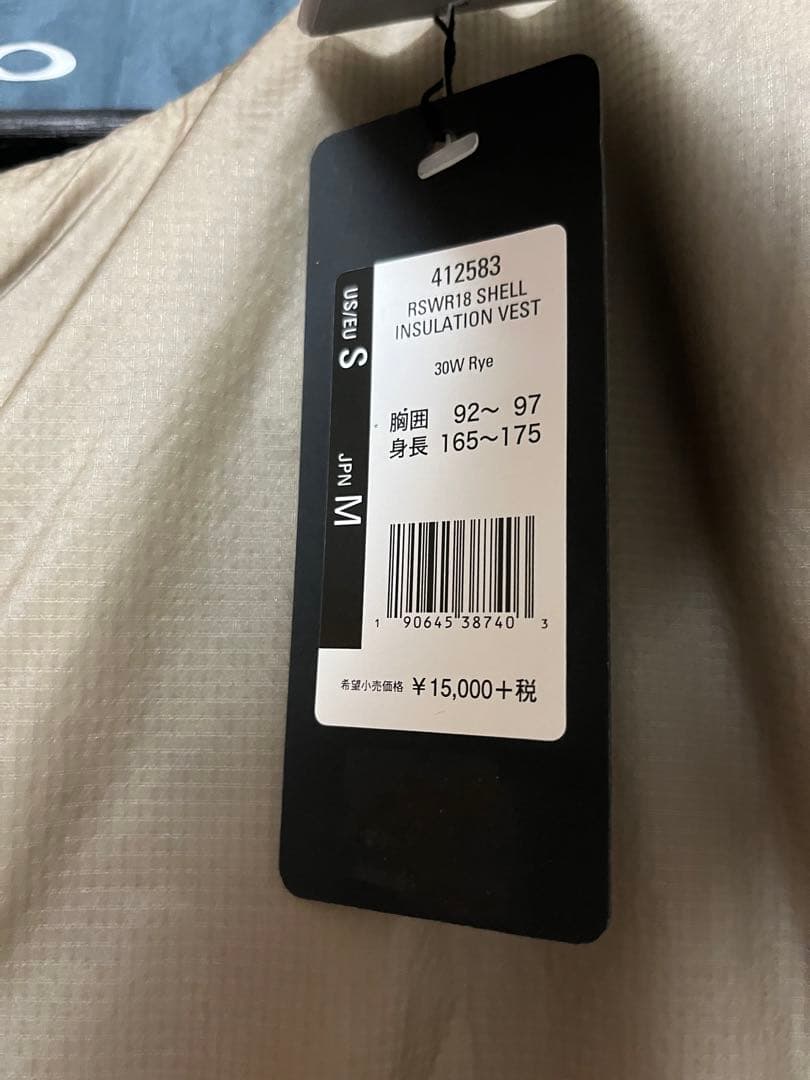 412583
RSWR18 SHELL
INSULATION VEST
30W Rye
US/EU S
JPN M
胸囲 92～ 97
身長 165～175
1 90645 38740 3
希望小売価格 ¥15,000+税